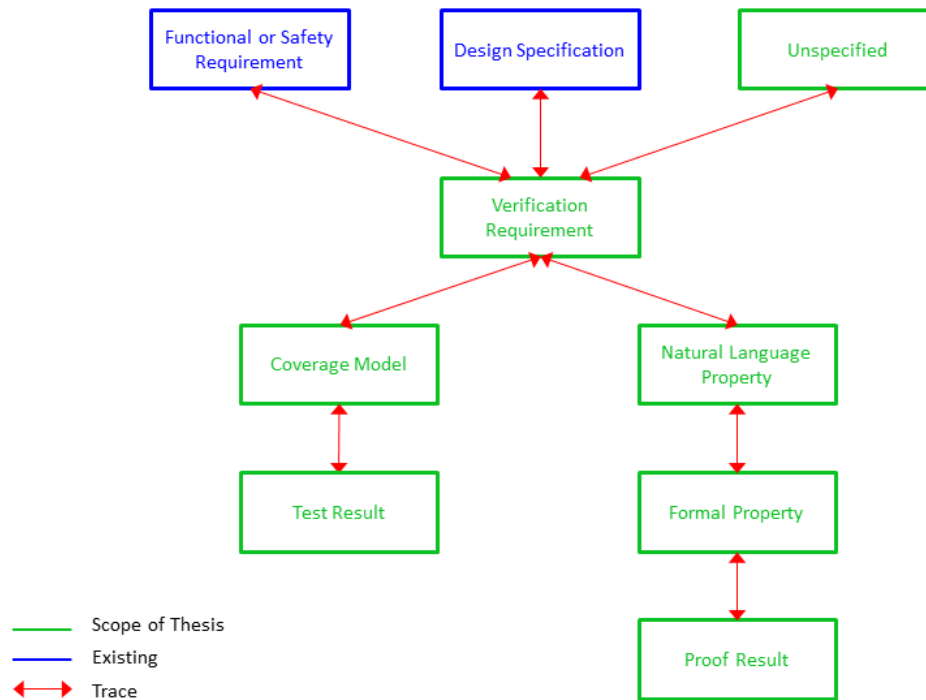 Functional or Safety
Requirement
Design Specification
Unspecified
Verification
Requirement
Coverage Model
Natural Language
Property
Test Result
Formal Property
Proof Result
Scope of Thesis
Existing
Trace